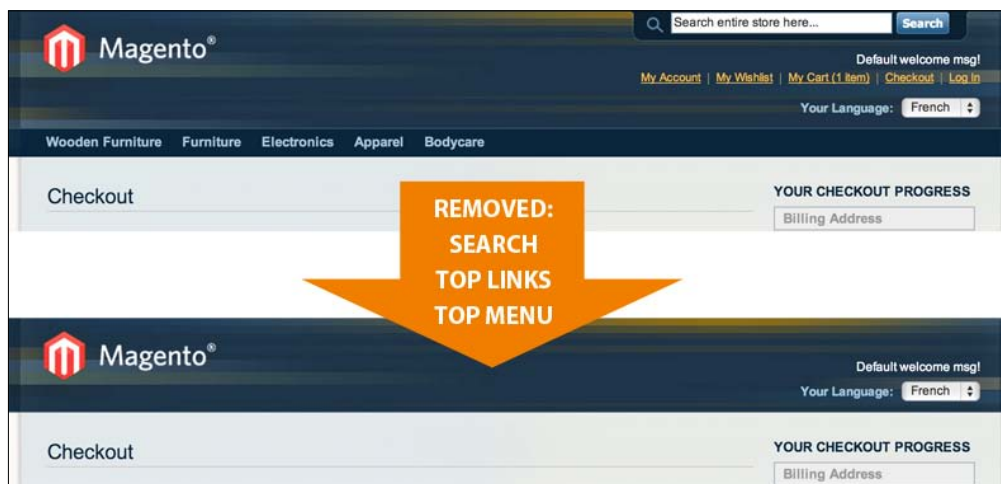 Magento®
Search entire store here...
Search
Default welcome msg!
My Account | My Wishlist | My Cart (1 item) | Checkout | Log In
Your Language: French
Wooden Furniture Furniture Electronics Apparel Bodycare
Checkout
YOUR CHECKOUT PROGRESS
Billing Address
REMOVED:
SEARCH
TOP LINKS
TOP MENU
Magento®
Default welcome msg!
Your Language: French
Checkout
YOUR CHECKOUT PROGRESS
Billing Address